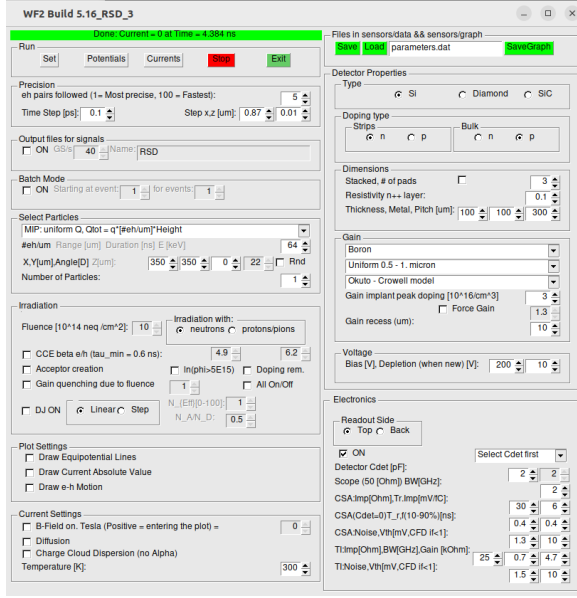 WF2 Build 5.16_RSD_3
Done: Current = 0 at Time = 4.384 ns
Run
Set Potentials Currents Stop Exit
Precision
eh pairs followed (1= Most precise, 100 = Fastest): 5
Time Step [ps]: 0.1 Step x,z [um]: 0.87 0.01
Output files for signals
ON GS/s 40 Name: RSD
Batch Mode
ON Starting at event: 1 for events: 1
Select Particles
MIP: uniform Q, Qtot = q*[#eh/um]*Height
#eh/um Range [um] Duration [ns] E [keV] 64
X,Y[um],Angle[D] Z[um]: 350 350 0 22 Rnd
Number of Particles: 1
Irradiation
Fluence [10^14 neq /cm^2]: 10
Irradiation with:
neutrons protons/pions
CCE beta e/h (tau_min = 0.6 ns): 4.9 6.2
Acceptor creation ln(phi>5E15) Doping rem.
Gain quenching due to fluence 1 All On/Off
DJ ON Linear Step
N_{Eff}[0-100]: 1
N_A/N_D: 0.5
Plot Settings
Draw Equipotential Lines
Draw Current Absolute Value
Draw e-h Motion
Current Settings
B-Field on. Tesla (Positive = entering the plot) = 0
Diffusion
Charge Cloud Dispersion (no Alpha)
Temperature [K]: 300
Files in sensors/data && sensors/graph
Save Load parameters.dat SaveGraph
Detector Properties
Type
Si Diamond SiC
Doping type
Strips
n p
Bulk
n p
Dimensions
Stacked, # of pads 3
Resistivity n++ layer: 0.1
Thickness, Metal, Pitch [um]: 100 100 300
Gain
Boron
Uniform 0.5 - 1. micron
Okuto - Crowell model
Gain implant peak doping [10^16/cm^3] 3
Force Gain 1.3
Gain recess (um): 10
Voltage
Bias [V], Depletion (when new) [V]: 200 10
Electronics
Readout Side
Top Back
ON Select Cdet first
Detector Cdet [pF]: 2 2
Scope (50 [Ohm]) BW[GHz]: 2
CSA:Imp[Ohm],Tr.Imp[mV/fC]: 30 6
CSA(Cdet=0)T_r,f(10-90%)[ns]: 0.4 0.4
CSA:Noise,Vth[mV,CFD if<1]: 1.3 10
TI:Imp[Ohm],BW[GHz],Gain [kOhm]: 25 0.7 4.7
TI:Noise,Vth[mV,CFD if<1]: 1.5 10